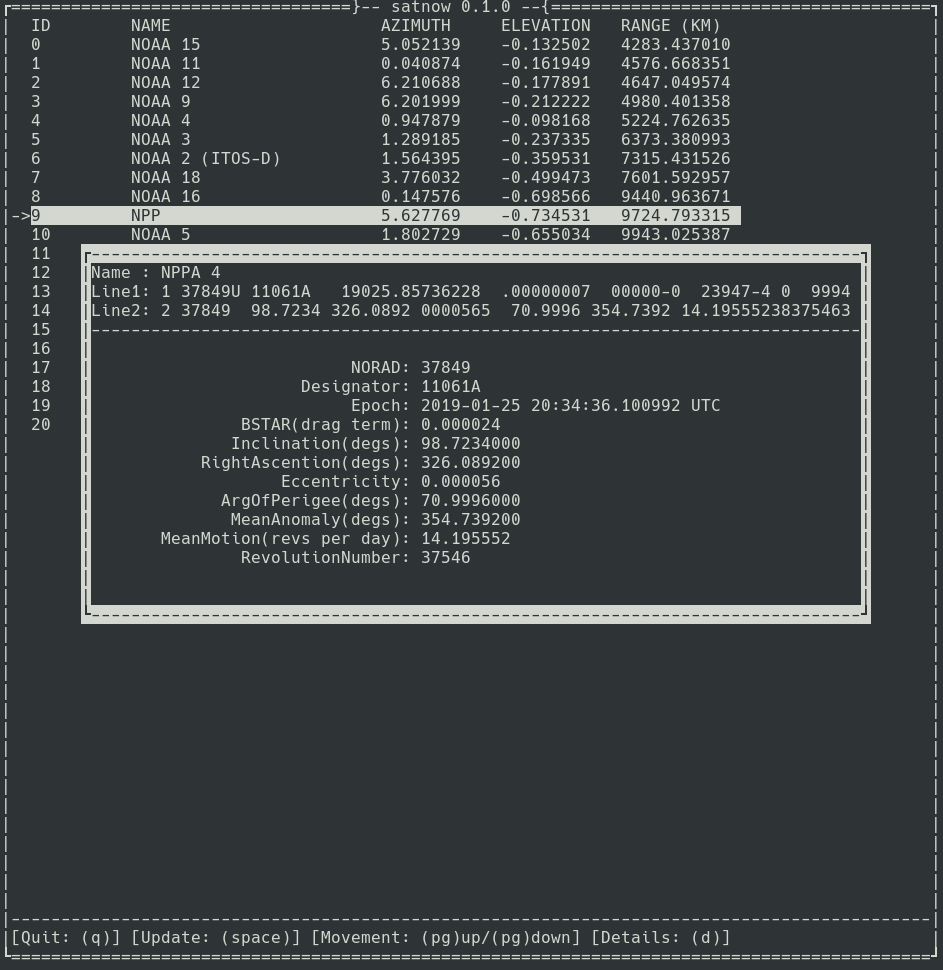 }-- satnow 0.1.0 --{
ID NAME AZIMUTH ELEVATION RANGE (KM)
0 NOAA 15 5.052139 -0.132502 4283.437010
1 NOAA 11 0.040874 -0.161949 4576.668351
2 NOAA 12 6.210688 -0.177891 4647.049574
3 NOAA 9 6.201999 -0.212222 4980.401358
4 NOAA 4 0.947879 -0.098168 5224.762635
5 NOAA 3 1.289185 -0.237335 6373.380993
6 NOAA 2 (ITOS-D) 1.564395 -0.359531 7315.431526
7 NOAA 18 3.776032 -0.499473 7601.592957
8 NOAA 16 0.147576 -0.698566 9440.963671
->9 NPP 5.627769 -0.734531 9724.793315
10 NOAA 5 1.802729 -0.655034 9943.025387
11
12 Name : NPPA 4
13 Line1: 1 37849U 11061A   19025.85736228  .00000007  00000-0  23947-4 0  9994
14 Line2: 2 37849  98.7234 326.0892 0000565  70.9996 354.7392 14.19555238375463
15
16
17 NORAD: 37849
18 Designator: 11061A
19 Epoch: 2019-01-25 20:34:36.100992 UTC
20 BSTAR(drag term): 0.000024
Inclination(degs): 98.7234000
RightAscention(degs): 326.089200
Eccentricity: 0.000056
ArgOfPerigee(degs): 70.9996000
MeanAnomaly(degs): 354.739200
MeanMotion(revs per day): 14.195552
RevolutionNumber: 37546
[Quit: (q)] [Update: (space)] [Movement: (pg)up/(pg)down] [Details: (d)]